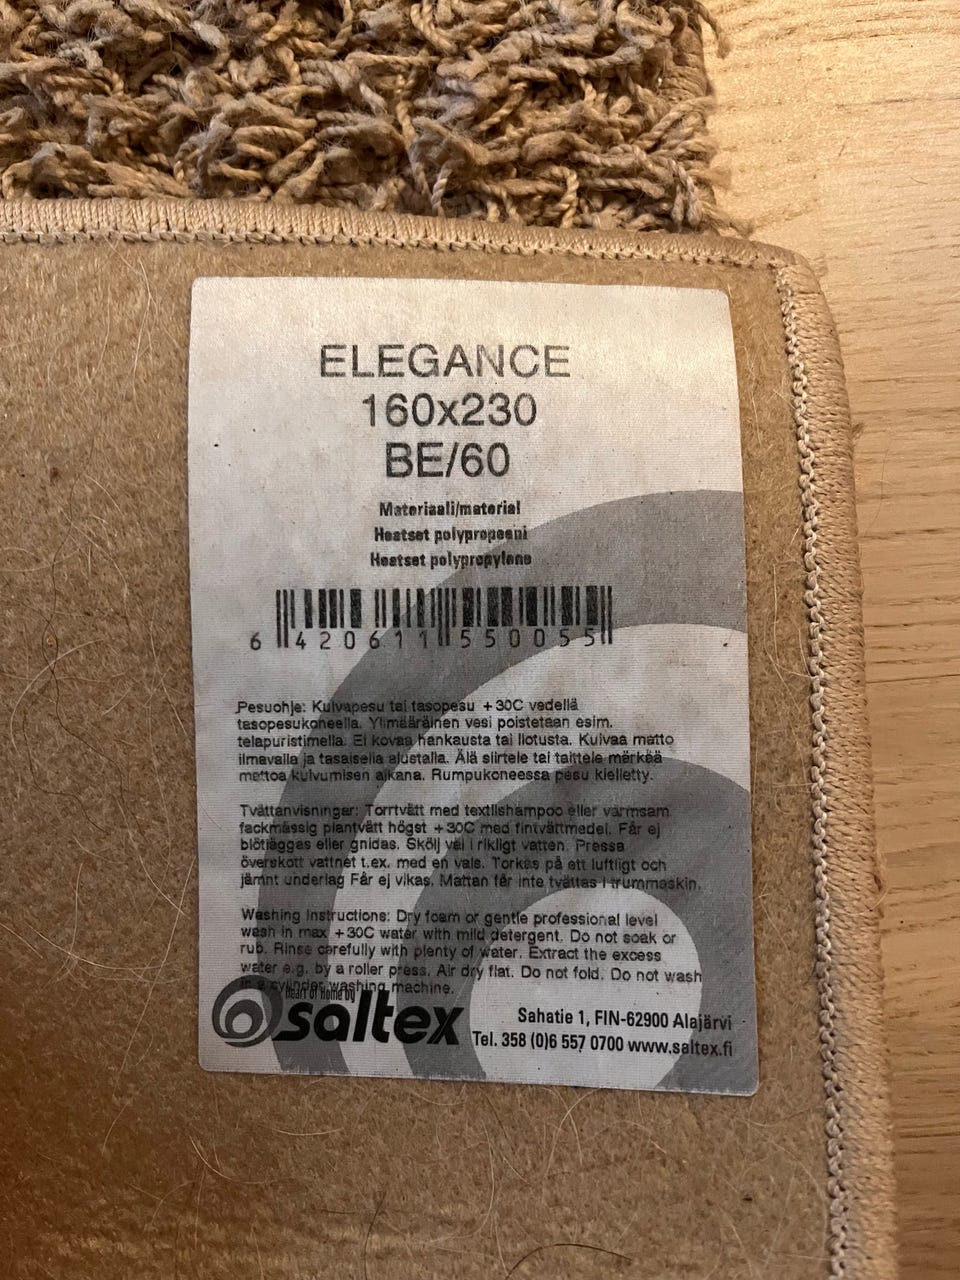 ELEGANCE
160x230
BE/60
Materiaali/material
Heatset polypropeeni
Heatset polypropylene
6 420611 550055
Pesuohje: Kuivapesu tai tasopesu +30C vedellä
tasopesukoneella. Ylimääräinen vesi poistetaan esim.
telapuristimella. Ei kovaa hankausta tai liotusta. Kuivaa matto
ilmavalla ja tasaisella alustalla. Älä siirtele tai taittele märkää
mattoa kuivumisen aikana. Rumpukoneessa pesu kielletty.
Tvättanvisninger: Torrtvätt med textilshampoo eller varmsam
fackmässig plantvätt högst +30C med fintvättmedel. Får ej
blötläggas eller gnidas. Skölj väl i rikligt vatten. Pressa
överskott vattnet t.ex. med en vals. Torkas på ett luftligt och
jämnt underlag Får ej vikas. Mattan får inte tvättas i trummaskin.
Washing Instructions: Dry foam or gentle professional level
wash in max +30C water with mild detergent. Do not soak or
rub. Rinse carefully with plenty of water. Extract the excess
water e.g. by a roller press. Air dry flat. Do not fold. Do not wash
in a cylinder washing machine.
Heart of Home by
saltex
Sahatie 1, FIN-62900 Alajärvi
Tel. 358 (0)6 557 0700 www.saltex.fi